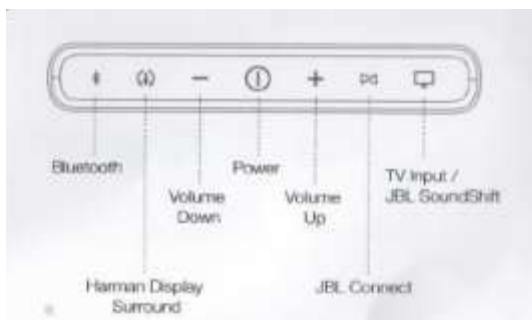 Bluetooth
Power
TV Input /
JBL SoundShift
Volume
Down
Volume
Up
Harman Display
Surround
JBL Connect